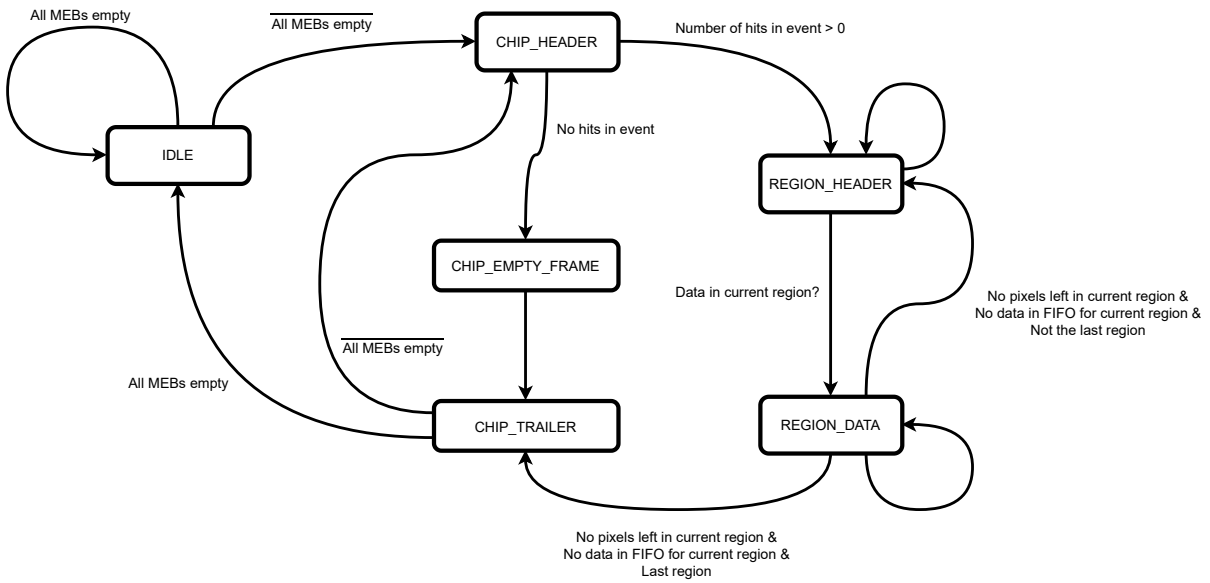 All MEBs empty
All MEBs empty
CHIP_HEADER
Number of hits in event > 0
No hits in event
IDLE
REGION_HEADER
CHIP_EMPTY_FRAME
Data in current region?
No pixels left in current region &
No data in FIFO for current region &
Not the last region
All MEBs empty
All MEBs empty
CHIP_TRAILER
REGION_DATA
No pixels left in current region &
No data in FIFO for current region &
Last region